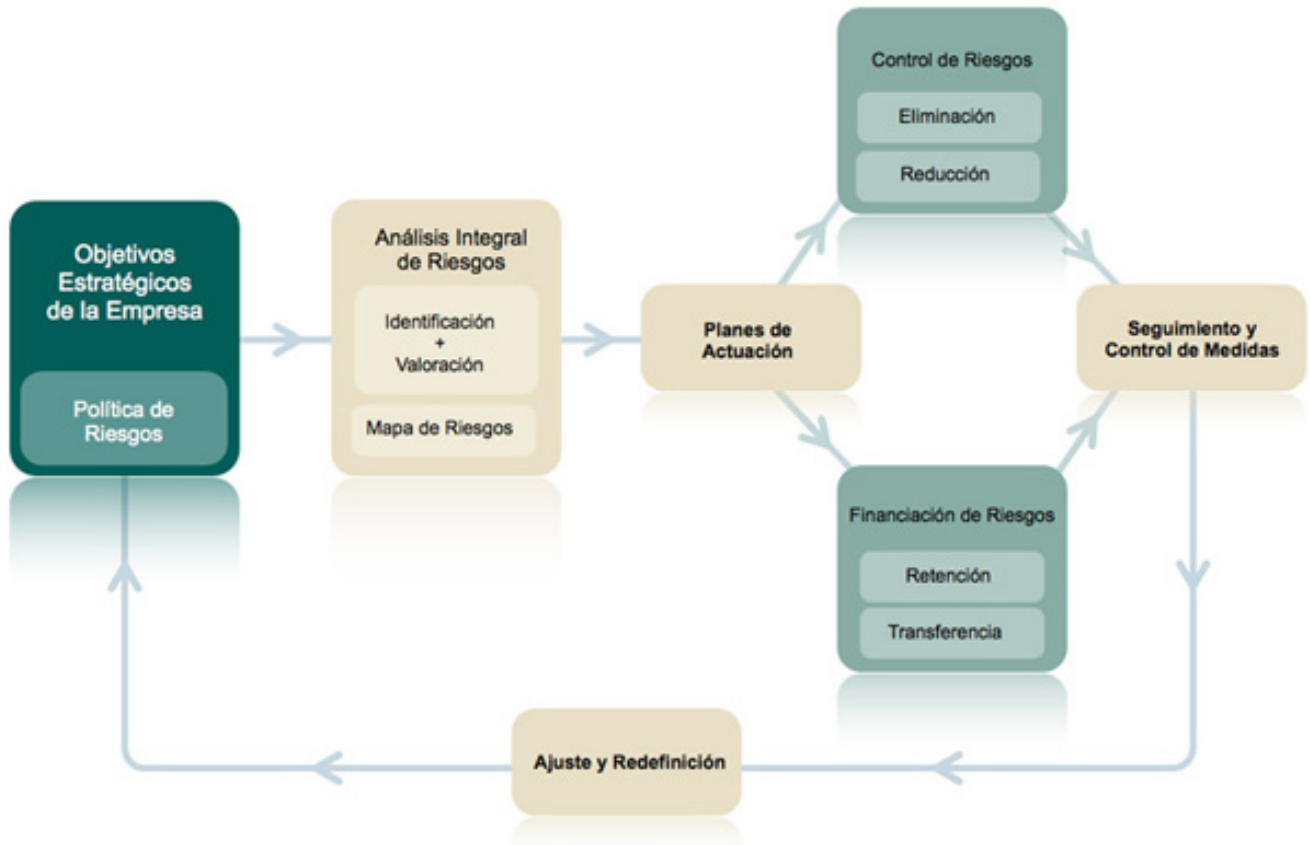 Objetivos
Estratégicos
de la Empresa
Política de
Riesgos
Análisis Integral
de Riesgos
Identificación
+
Valoración
Mapa de Riesgos
Planes de
Actuación
Control de Riesgos
Eliminación
Reducción
Financiación de Riesgos
Retención
Transferencia
Seguimiento y
Control de Medidas
Ajuste y Redefinición